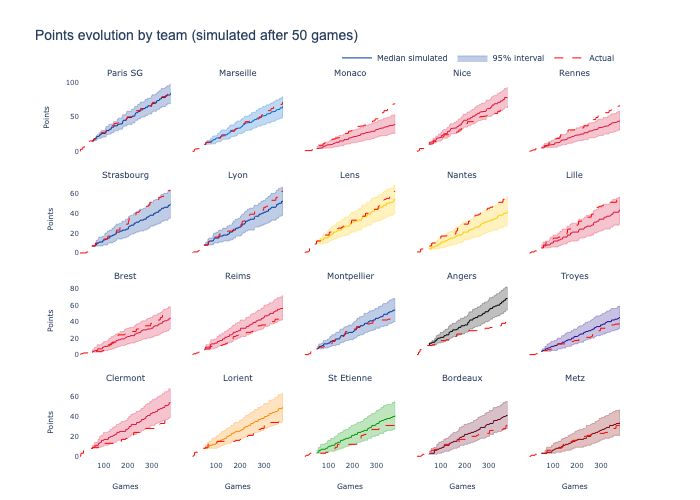 Points evolution by team (simulated after 50 games)
Median simulated 95% interval Actual
Paris SG Marseille Monaco Nice Rennes
100
50
0
Points
Strasbourg Lyon Lens Nantes Lille
60
40
20
0
Points
Brest Reims Montpellier Angers Troyes
80
60
40
20
0
Points
Clermont Lorient St Etienne Bordeaux Metz
60
40
20
0
Points
100 200 300 100 200 300 100 200 300 100 200 300 100 200 300
Games Games Games Games Games